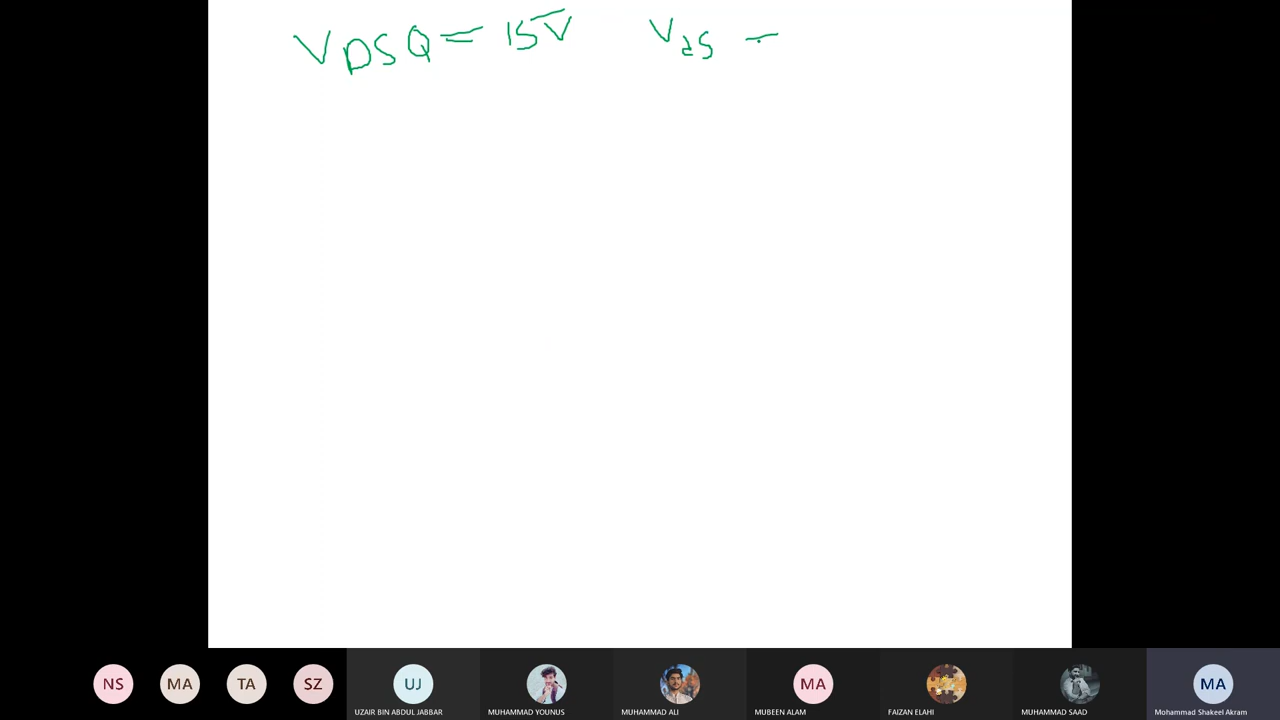 VDSQ = 15V Vds =
NS MA TA SZ UJ MA MA
UZAIR BIN ABDUL JABBAR MUHAMMAD YOUNUS MUHAMMAD ALI MUBEEN ALAM FAIZAN ELAHI MUHAMMAD SAAD Mohammad Shakeel Akram